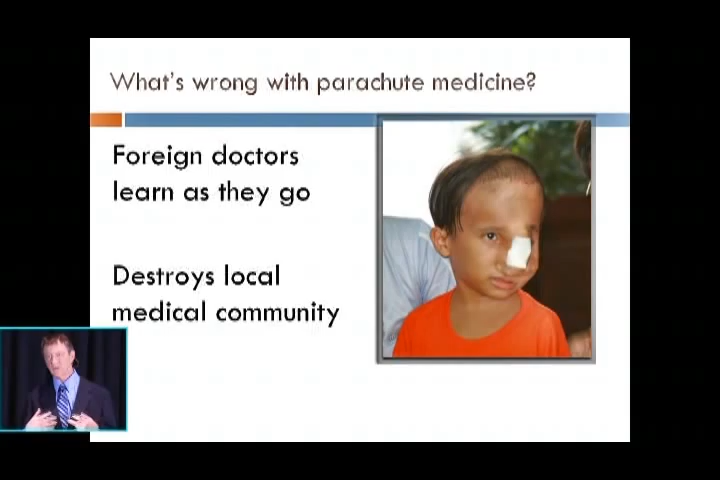 What's wrong with parachute medicine?
Foreign doctors
learn as they go
Destroys local
medical community